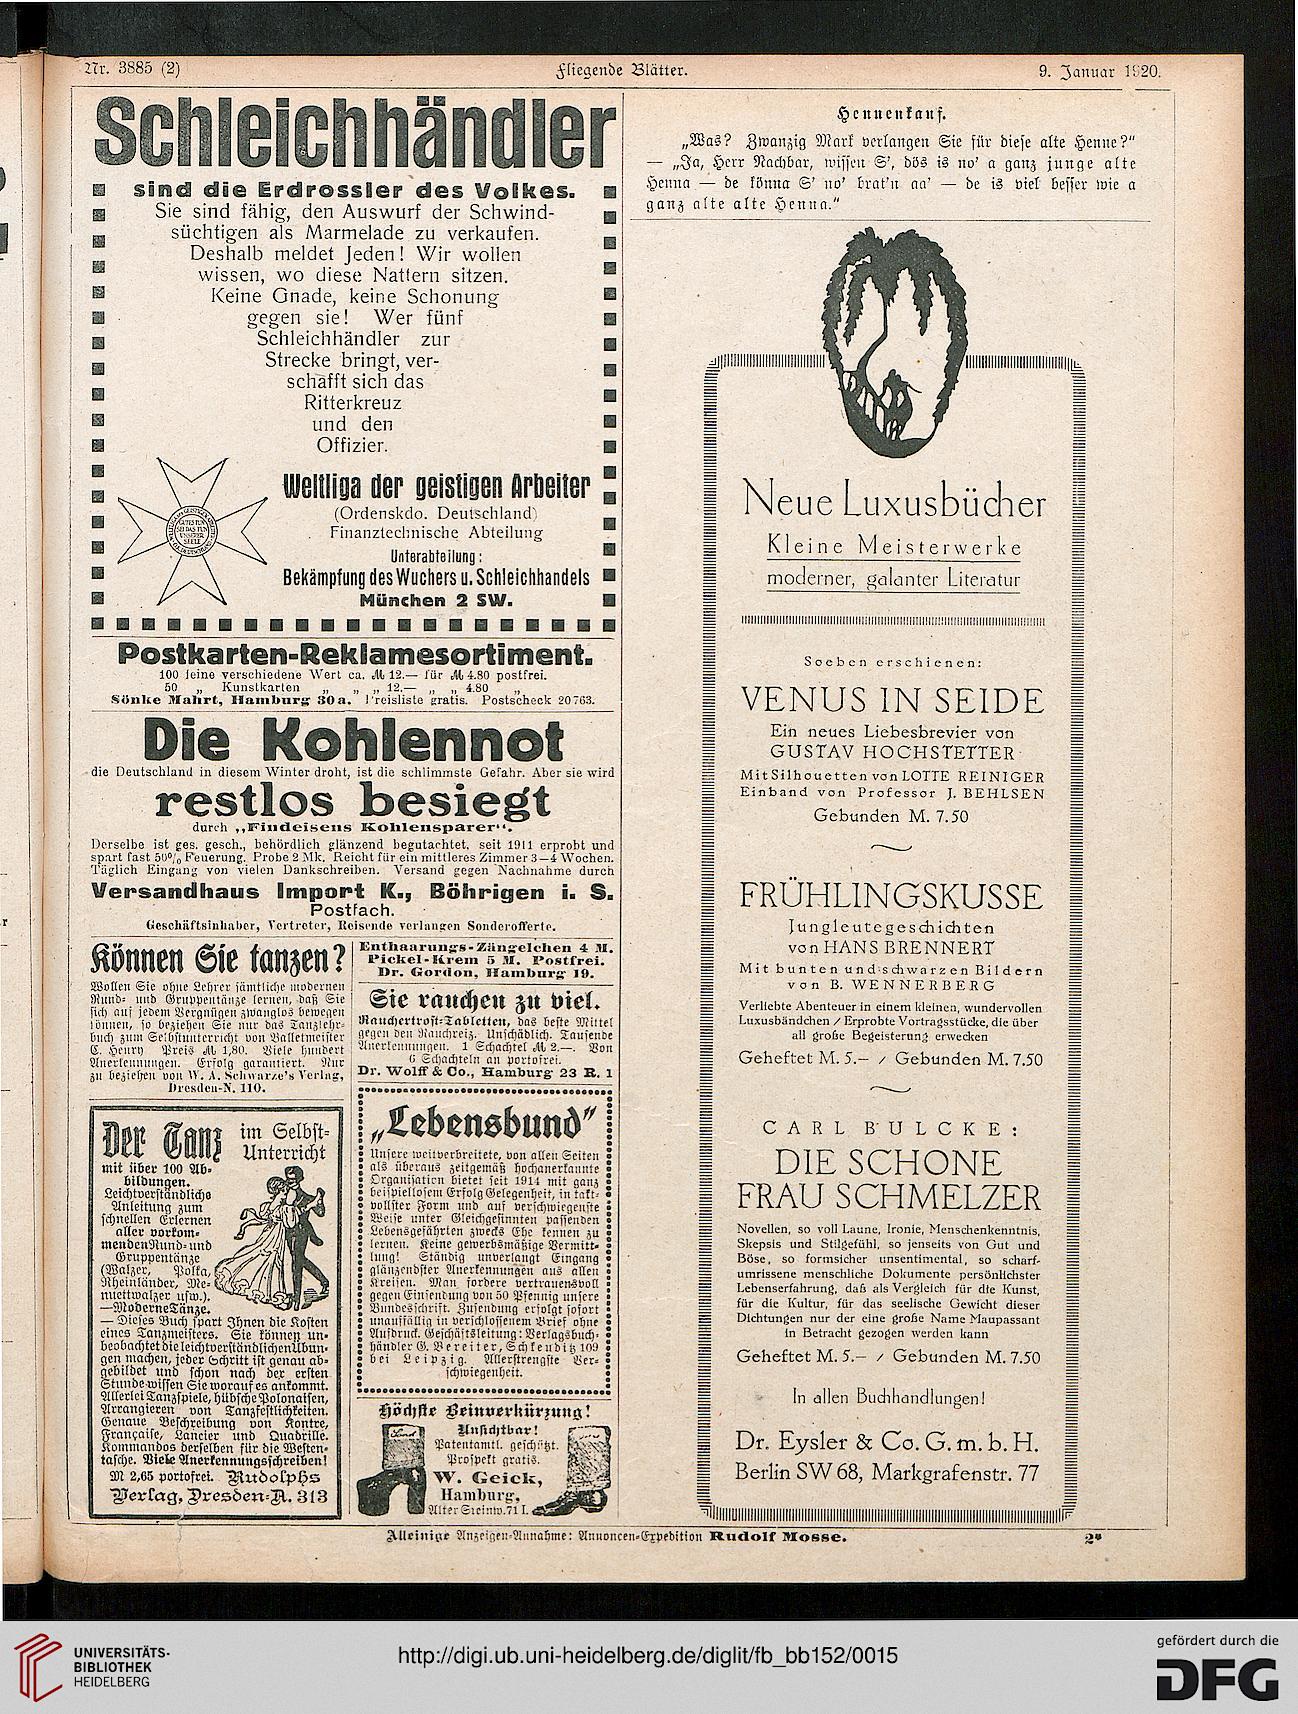 Nr. 3885 (2)
Fliegende Blätter.
9. Januar 1920.
Schleichhändler
sind die Erdrossler des Volkes.
Sie sind fähig, den Auswurf der Schwind-
süchtigen als Marmelade zu verkaufen.
Deshalb meldet Jeden! Wir wollen
wissen, wo diese Nattern sitzen.
Keine Gnade, keine Schonung
gegen sie! Wer fünf
Schleichhändler zur
Strecke bringt, ver-
schafft sich das
Ritterkreuz
und den
Offizier.
Weltliga der geistigen Arbeiter
(Ordenskdo. Deutschland)
Finanztechnische Abteilung
Unterabteilung:
Bekämpfung des Wuchers u. Schleichhandels
München 2 SW.
Postkarten-Reklamesortiment.
100 feine verschiedene Wert ca. ℳ 12.— für ℳ 4.80 postfrei.
50 „ Kunstkarten „ „ „ 12.— „ „ 4.80 „
Sönke Mahrt, Hamburg 30a. Preisliste gratis. Postscheck 20763.
Die Kohlennot
die Deutschland in diesem Winter droht, ist die schlimmste Gefahr. Aber sie wird
restlos besiegt
durch „Findeisens Kohlensparer“.
Derselbe ist ges. gesch., behördlich glänzend begutachtet, seit 1911 erprobt und
spart fast 50% Feuerung. Probe 2 Mk. Reicht für ein mittleres Zimmer 3—4 Wochen.
Täglich Eingang von vielen Dankschreiben. Versand gegen Nachnahme durch
Versandhaus Import K., Böhrigen i. S.
Postfach.
Geschäftsinhaber, Vertreter, Reisende verlangen Sonderofferte.
Können Sie tanzen?
Wollen Sie ohne Lehrer sämtliche modernen
Rund- und Gruppentänze lernen, daß Sie
sich auf jedem Vergnügen zwanglos bewegen
können, so beziehen Sie nur das Tanzlehr-
buch zum Selbstunterricht von Balletmeister
C. Henry Preis ℳ 1,80. Viele hundert
Anerkennungen. Erfolg garantiert. Nur
zu beziehen von W. A. Schwarze's Verlag,
Dresden-N. 110.
Enthaarungs-Zängelchen 4 M.
Pickel-Krem 5 M. Postfrei.
Dr. Gordon, Hamburg 19.
Sie rauchen zu viel.
Rauchertrost-Tabletten, das beste Mittel
gegen den Rauchreiz. Unschädlich. Tausende
Anerkennungen. 1 Schachtel ℳ 2.—. Von
6 Schachteln an portofrei.
Dr. Wolff & Co., Hamburg 23 R. 1
Der Tanz im Selbst-
Unterricht
mit über 100 Ab-
bildungen.
Leichtverständliche
Anleitung zum
schnellen Erlernen
aller vorkom-
menden Rund- und
Gruppentänze
(Walzer, Polka,
Rheinländer, Me-
nuettwalzer usw.).
—Moderne Tänze.
— Dieses Buch spart Ihnen die Kosten
eines Tanzmeisters. Sie können un-
beobachtet die leichtverständlichen Übun-
gen machen, jeder Schritt ist genau ab-
gebildet und schon nach der ersten
Stunde wissen Sie worauf es ankommt.
Allerlei Tanzspiele, hübsche Polonaisen,
Arrangieren von Tanzfestlichkeiten.
Genaue Beschreibung von Kontre,
Française, Lancier und Quadrille.
Kommandos derselben für die Westen-
tasche. Viele Anerkennungsschreiben!
M 2,65 portofrei. Rudolphs
Verlag, Dresden-A. 313
„Lebensbund“
Unsere weitverbreitete, von allen Seiten
als überaus zeitgemäß hochanerkannte
Organisation bietet seit 1914 mit ganz
beispiellosem Erfolg Gelegenheit, in takt-
vollster Form und auf verschwiegenste
Weise unter Gleichgesinnten passenden
Lebensgefährten zwecks Ehe kennen zu
lernen. Keine gewerbsmäßige Vermitt-
lung! Ständig unverlangt Eingang
glänzendster Anerkennungen aus allen
Kreisen. Man fordere vertrauensvoll
gegen Einsendung von 50 Pfennig unsere
Bundesschrift. Zusendung erfolgt sofort
unauffällig in verschlossenem Brief ohne
Aufdruck. Geschäftsleitung: Verlagsbuch-
händler G. Bereiter, Schkeuditz 109
bei Leipzig. Allerstrengste Ver-
schwiegenheit.
Höchste Beinverkürzung!
Unsichtbar!
Patentamtl. geschützt.
Prospekt gratis.
W. Geick,
Hamburg,
Alter Steinw. 71 I.
Hennenkauf.
„Was? Zwanzig Mark verlangen Sie für diese alte Henne?“
— „Ja, Herr Nachbar, wissen S', dös is no' a ganz junge alte
Henna — de könna S' no' brat'n aa' — de is viel besser wie a
ganz alte alte Henna.“
Neue Luxusbücher
Kleine Meisterwerke
moderner, galanter Literatur
Soeben erschienen:
VENUS IN SEIDE
Ein neues Liebesbrevier von
GUSTAV HOCHSTETTER
Mit Silhouetten von LOTTE REINIGER
Einband von Professor J. BEHLSEN
Gebunden M. 7.50
FRÜHLINGSKUSSE
Jungleutegeschichten
von HANS BRENNERT
Mit bunten und schwarzen Bildern
von B. WENNERBERG
Verliebte Abenteuer in einem kleinen, wundervollen
Luxusbändchen / Erprobte Vortragsstücke, die über
all große Begeisterung erwecken
Geheftet M. 5.– / Gebunden M. 7.50
CARL BULCKE:
DIE SCHONE
FRAU SCHMELZER
Novellen, so voll Laune, Ironie, Menschenkenntnis,
Skepsis und Stilgefühl, so jenseits von Gut und
Böse, so formsicher unsentimental, so scharf-
umrissene menschliche Dokumente persönlichster
Lebenserfahrung, daß als Vergleich für die Kunst,
für die Kultur, für das seelische Gewicht dieser
Dichtungen nur der eine große Name Maupassant
in Betracht gezogen werden kann
Geheftet M. 5.– / Gebunden M. 7.50
In allen Buchhandlungen!
Dr. Eysler & Co. G. m. b. H.
Berlin SW 68, Markgrafenstr. 77
Alleinige Anzeigen-Annahme: Annoncen-Expedition Rudolf Mosse.
2*
UNIVERSITÄTS-
BIBLIOTHEK
HEIDELBERG
http://digi.ub.uni-heidelberg.de/diglit/fb_bb152/0015
gefördert durch die
DFG